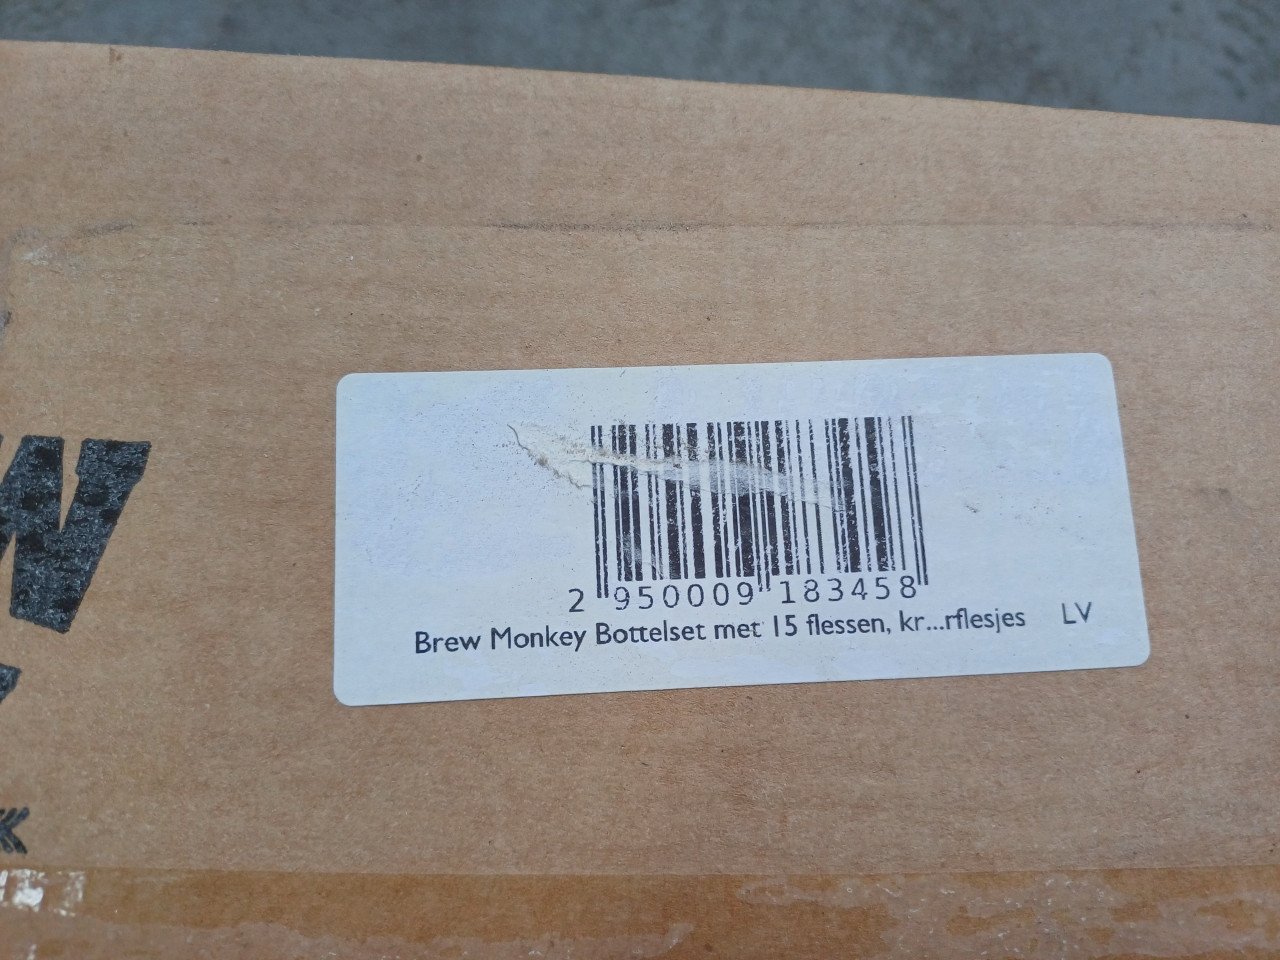 W
2 950009 183458
Brew Monkey Bottelset met 15 flessen, kr...rflesjes LV